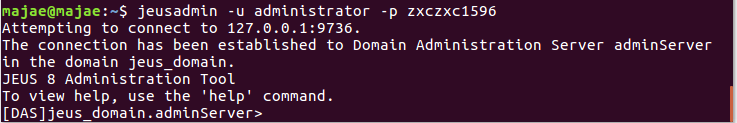 majae@majae:~$ jeusadmin -u administrator -p zxczxc1596
Attempting to connect to 127.0.0.1:9736.
The connection has been established to Domain Administration Server adminServer
in the domain jeus_domain.
JEUS 8 Administration Tool
To view help, use the 'help' command.
[DAS]jeus_domain.adminServer>